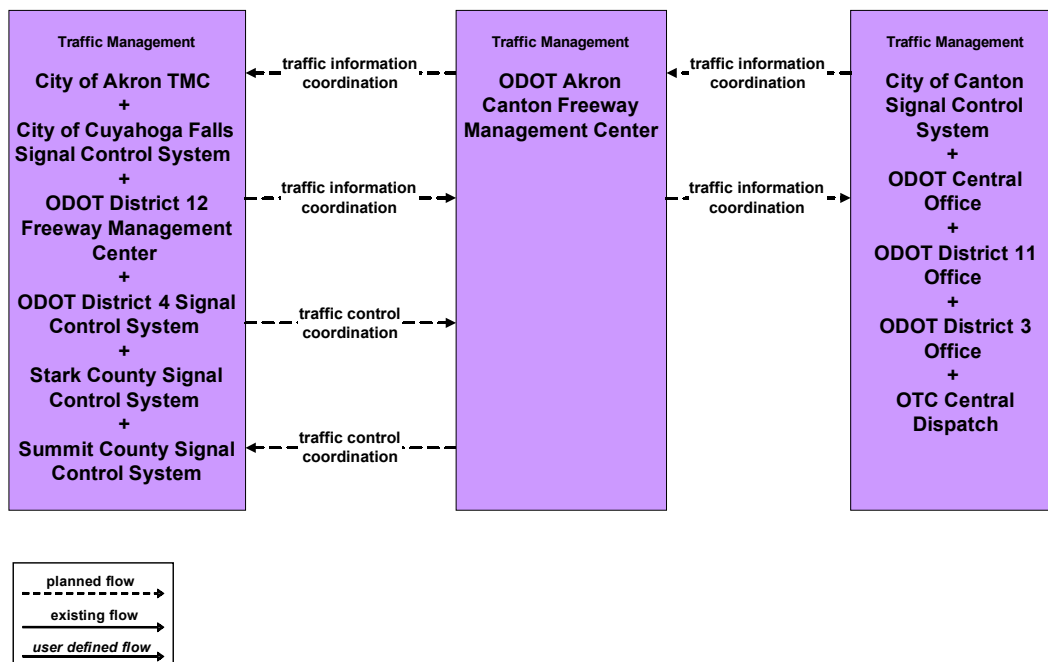 Traffic Management
City of Akron TMC
+
City of Cuyahoga Falls
Signal Control System
+
ODOT District 12
Freeway Management
Center
+
ODOT District 4 Signal
Control System
+
Stark County Signal
Control System
+
Summit County Signal
Control System
traffic information
coordination
traffic information
coordination
traffic control
coordination
traffic control
coordination
Traffic Management
ODOT Akron
Canton Freeway
Management Center
traffic information
coordination
traffic information
coordination
Traffic Management
City of Canton
Signal Control
System
+
ODOT Central
Office
+
ODOT District 11
Office
+
ODOT District 3
Office
+
OTC Central
Dispatch
planned flow
existing flow
user defined flow